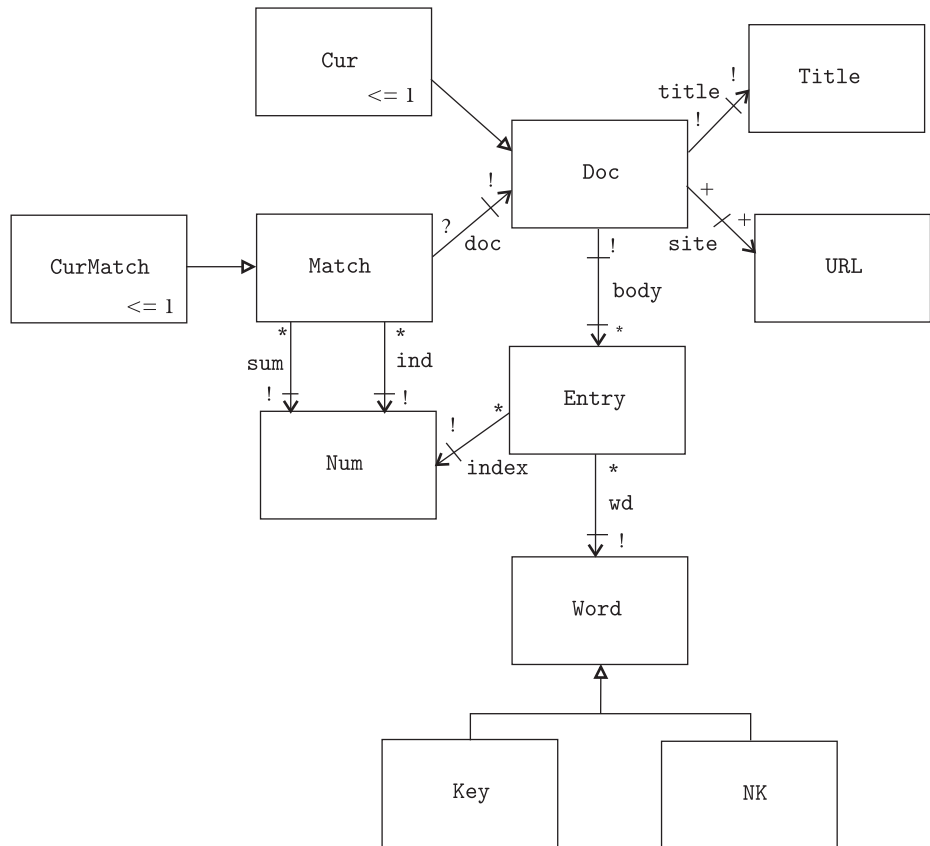 Cur
<= 1
Title
title
!
!
Doc
!
doc
?
+
site
+
URL
CurMatch
<= 1
Match
!
body
*
*
sum
!
*
ind
!
Num
Entry
*
!
index
*
wd
!
Word
Key
NK